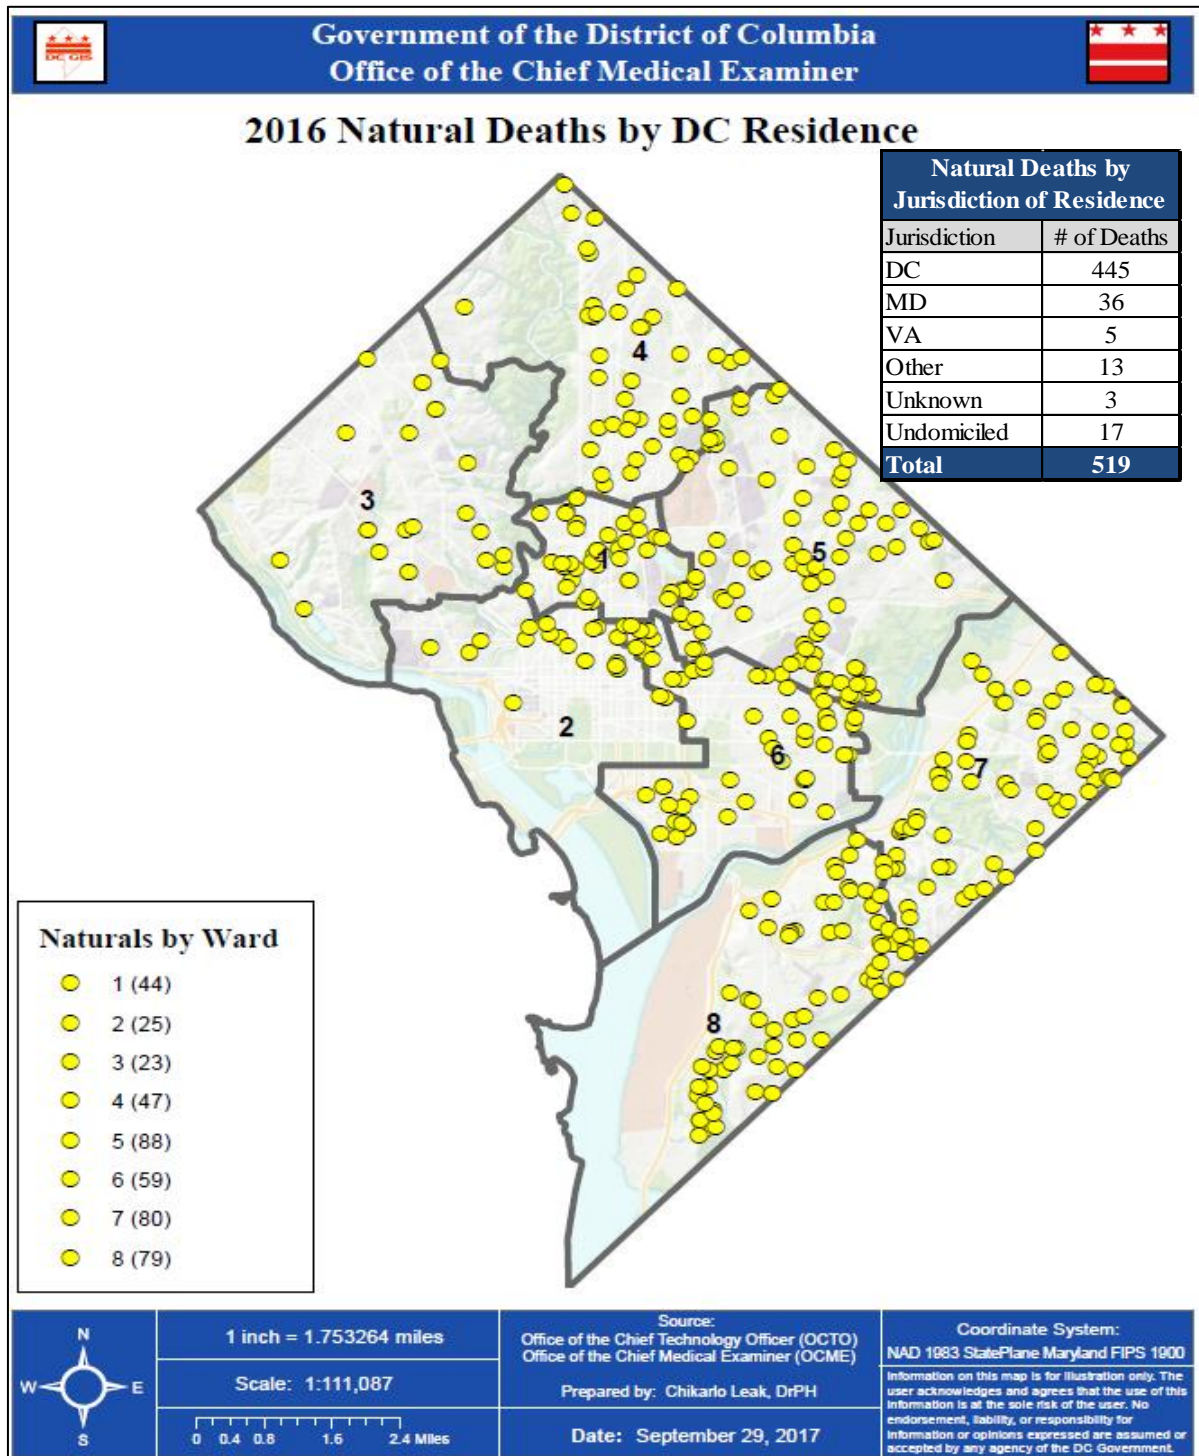 DC GIS
Government of the District of Columbia
Office of the Chief Medical Examiner
2016 Natural Deaths by DC Residence
Natural Deaths by
Jurisdiction of Residence
Jurisdiction # of Deaths
DC 445
MD 36
VA 5
Other 13
Unknown 3
Undomiciled 17
Total 519
4
3
1
5
2
6
7
8
Naturals by Ward
1 (44)
2 (25)
3 (23)
4 (47)
5 (88)
6 (59)
7 (80)
8 (79)
N
W E
S
1 inch = 1.753264 miles
Scale: 1:111,087
0 0.4 0.8 1.6 2.4 Miles
Source:
Office of the Chief Technology Officer (OCTO)
Office of the Chief Medical Examiner (OCME)
Prepared by: Chikarlo Leak, DrPH
Date: September 29, 2017
Coordinate System:
NAD 1983 StatePlane Maryland FIPS 1900
Information on this map is for illustration only. The
user acknowledges and agrees that the use of this
information is at the sole risk of the user. No
endorsement, liability, or responsibility for
information or opinions expressed are assumed or
accepted by any agency of the DC Government.